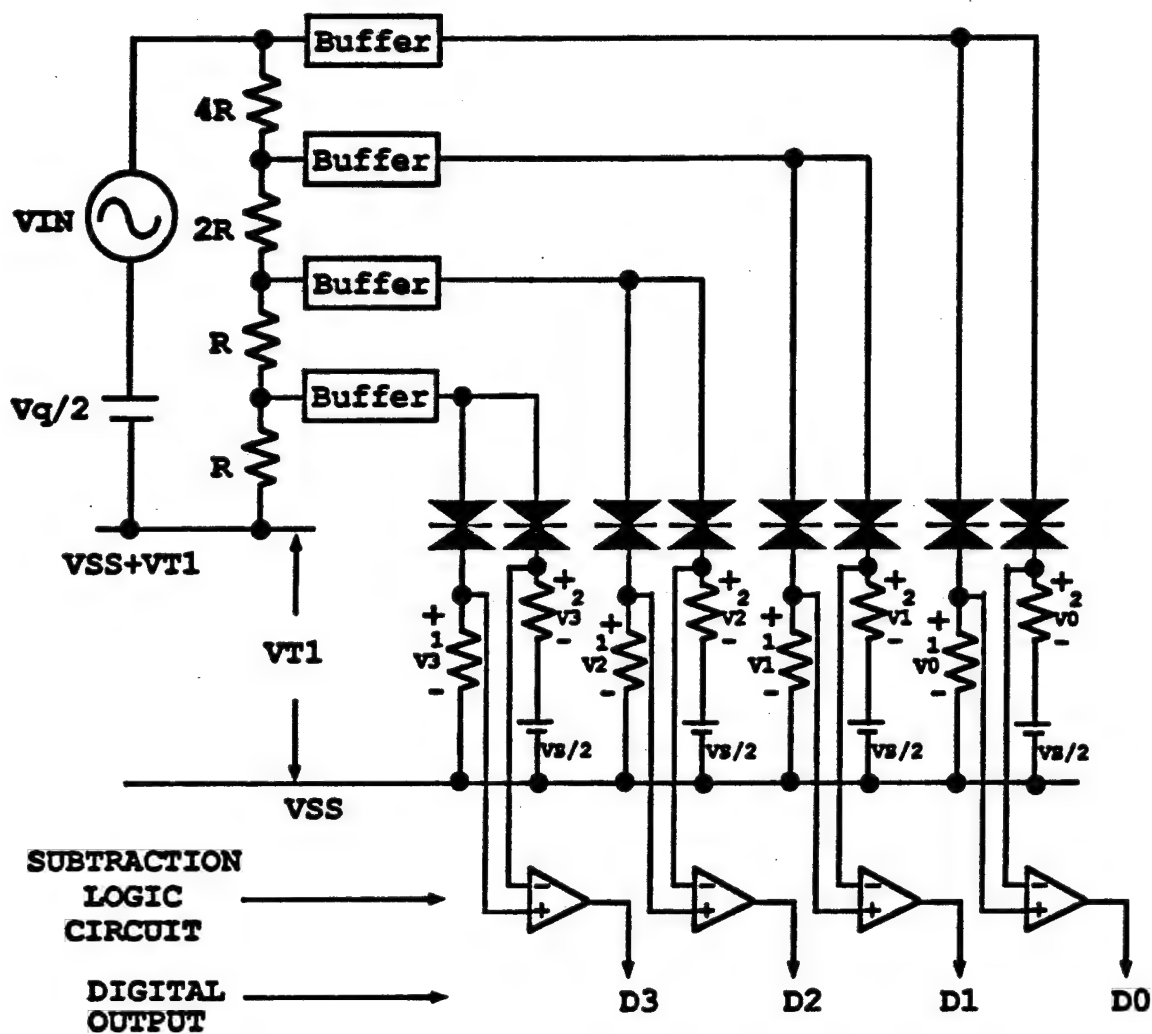 Buffer
4R
Buffer
VIN
2R
Buffer
R
Vq/2
Buffer
R
VSS+VT1
VT1
+ 1 V3 -
+ 2 V3 -
+ 1 V2 -
+ 2 V2 -
+ 1 V1 -
+ 2 V1 -
+ 1 V0 -
+ 2 V0 -
VS/2
VS/2
VS/2
VS/2
VSS
SUBTRACTION
LOGIC
CIRCUIT
- +
- +
- +
- +
DIGITAL
OUTPUT
D3 D2 D1 D0